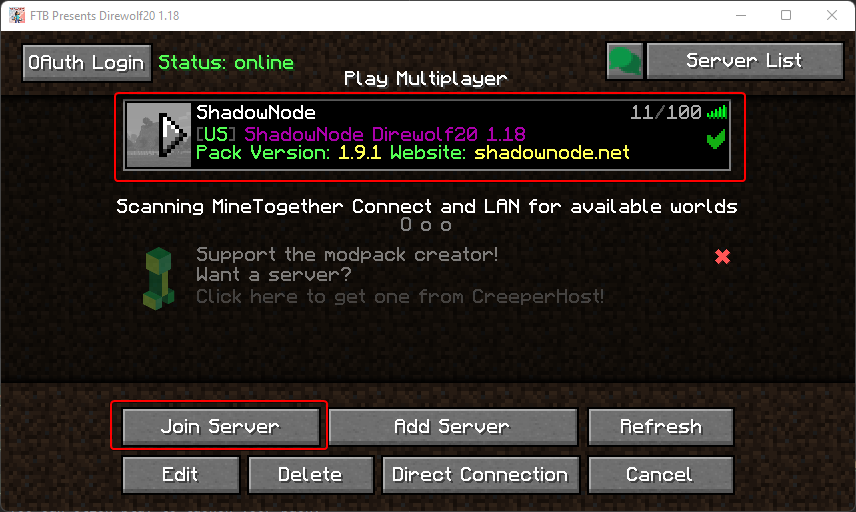 FTB Presents Direwolf20 1.18
OAuth Login
Status: online
Server List
Play Multiplayer
ShadowNode
11/100
[US] ShadowNode Direwolf20 1.18
Pack Version: 1.9.1 Website: shadownode.net
Scanning MineTogether Connect and LAN for available worlds
O o o
Support the modpack creator!
Want a server?
Click here to get one from CreeperHost!
Join Server
Add Server
Refresh
Edit
Delete
Direct Connection
Cancel